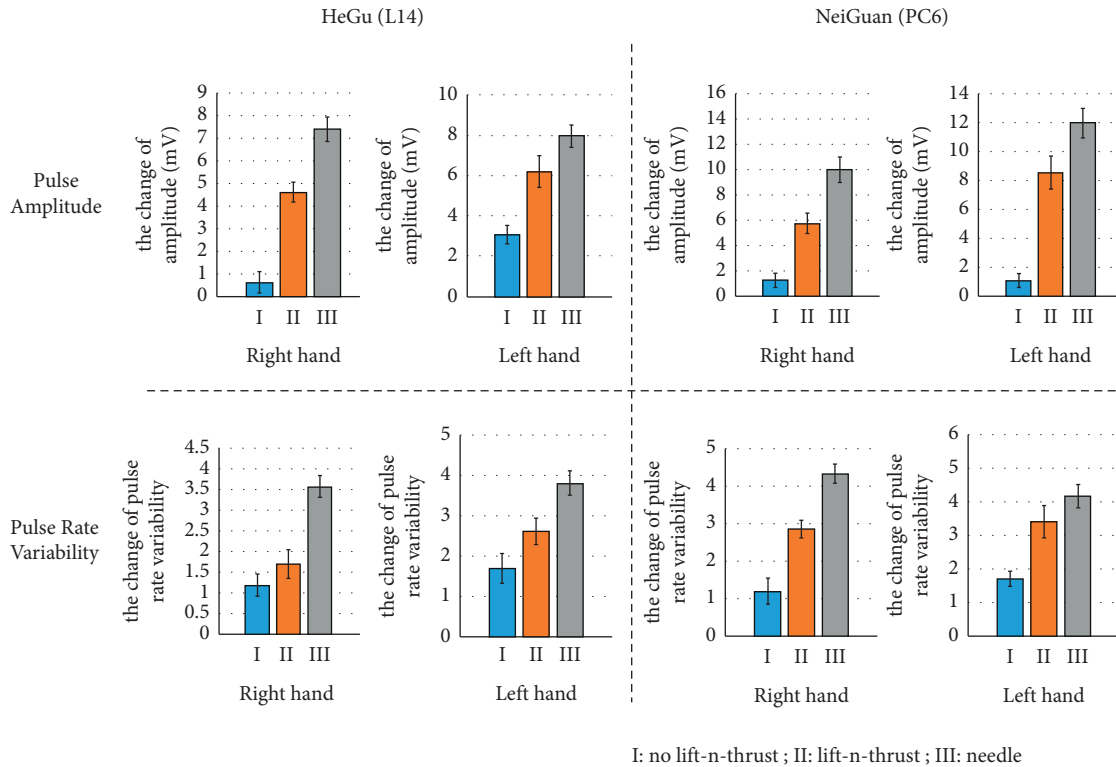 HeGu (L14)
NeiGuan (PC6)
Pulse
Amplitude
the change of
amplitude (mV)
9
8
7
6
5
4
3
2
1
0
I II III
Right hand
the change of
amplitude (mV)
10
8
6
4
2
0
I II III
Left hand
the change of
amplitude (mV)
16
14
12
10
8
6
4
2
0
I II III
Right hand
the change of
amplitude (mV)
14
12
10
8
6
4
2
0
I II III
Left hand
Pulse Rate
Variability
the change of pulse
rate variability
4.5
4
3.5
3
2.5
2
1.5
1
0.5
0
I II III
Right hand
the change of pulse
rate variability
5
4
3
2
1
0
I II III
Left hand
the change of pulse
rate variability
5
4
3
2
1
0
I II III
Right hand
the change of pulse
rate variability
6
5
4
3
2
1
0
I II III
Left hand
I: no lift-n-thrust ; II: lift-n-thrust ; III: needle